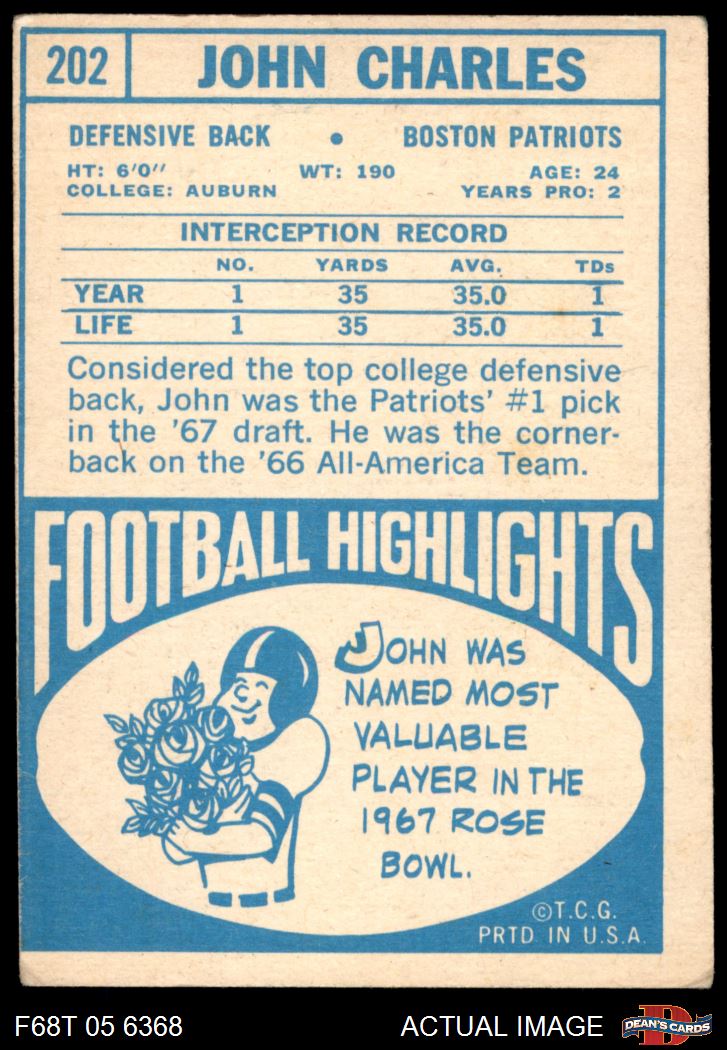 202 JOHN CHARLES
DEFENSIVE BACK • BOSTON PATRIOTS
HT: 6'0" WT: 190 AGE: 24
COLLEGE: AUBURN YEARS PRO: 2
INTERCEPTION RECORD
NO. YARDS AVG. TDs
YEAR 1 35 35.0 1
LIFE 1 35 35.0 1
Considered the top college defensive
back, John was the Patriots' #1 pick
in the '67 draft. He was the corner-
back on the '66 All-America Team.
FOOTBALL HIGHLIGHTS
JOHN WAS
NAMED MOST
VALUABLE
PLAYER IN THE
1967 ROSE
BOWL.
©T.C.G.
PRTD IN U.S.A.
F68T 05 6368 ACTUAL IMAGE D DEAN'S CARDS